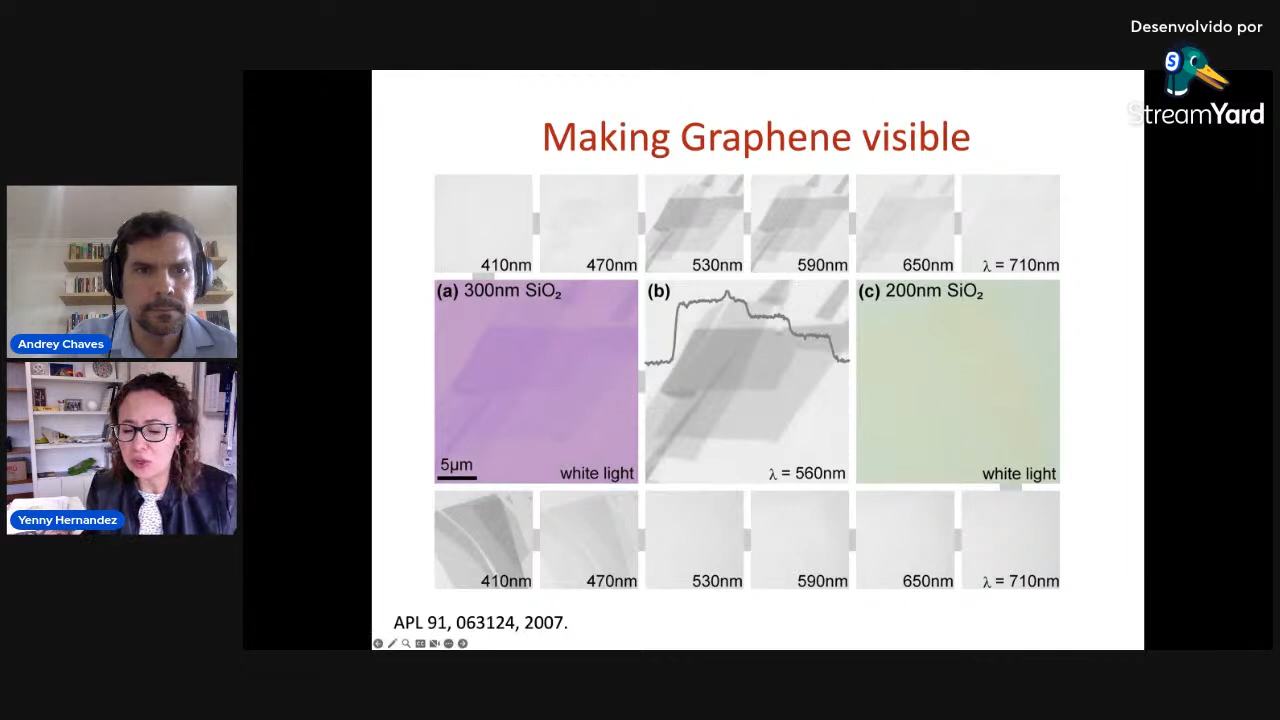 Desenvolvido por
StreamYard
Making Graphene visible
410nm
470nm
530nm
590nm
650nm
λ = 710nm
(a) 300nm SiO₂
(b)
(c) 200nm SiO₂
5µm
white light
λ = 560nm
white light
410nm
470nm
530nm
590nm
650nm
λ = 710nm
APL 91, 063124, 2007.
Andrey Chaves
Yenny Hernandez